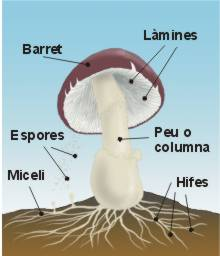 Làmines
Barret
Espores
Peu o
columna
Miceli
Hifes